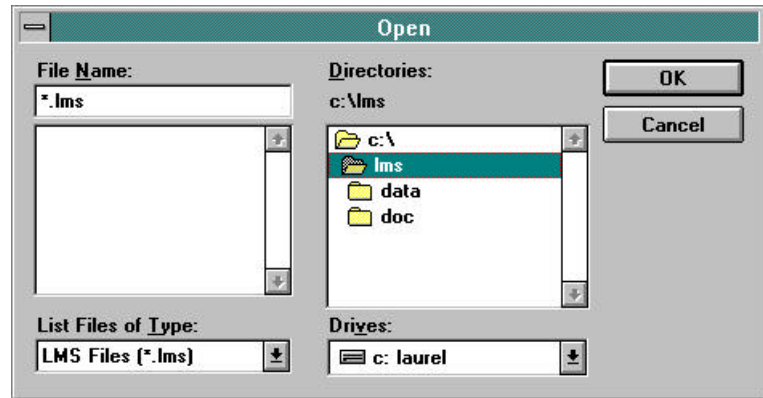 Open
File Name:
*.lms
Directories:
c:\lms
c:\
lms
data
doc
OK
Cancel
List Files of Type:
LMS Files (*.lms)
Drives:
c: laurel